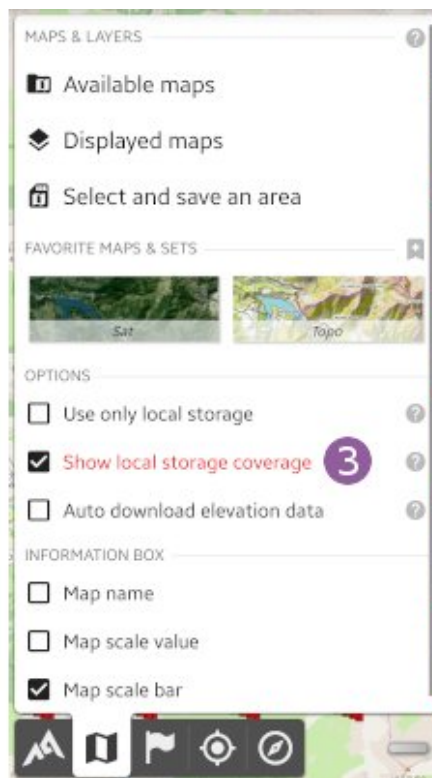 MAPS & LAYERS
Available maps
Displayed maps
Select and save an area
FAVORITE MAPS & SETS
Sat
Topo
OPTIONS
Use only local storage
Show local storage coverage 3
Auto download elevation data
INFORMATION BOX
Map name
Map scale value
Map scale bar